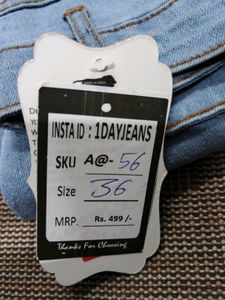 INSTA ID : 1DAYJEANS
SKU A@-56
Size 36
MRP. Rs. 499 /-
Thanks For Choosing